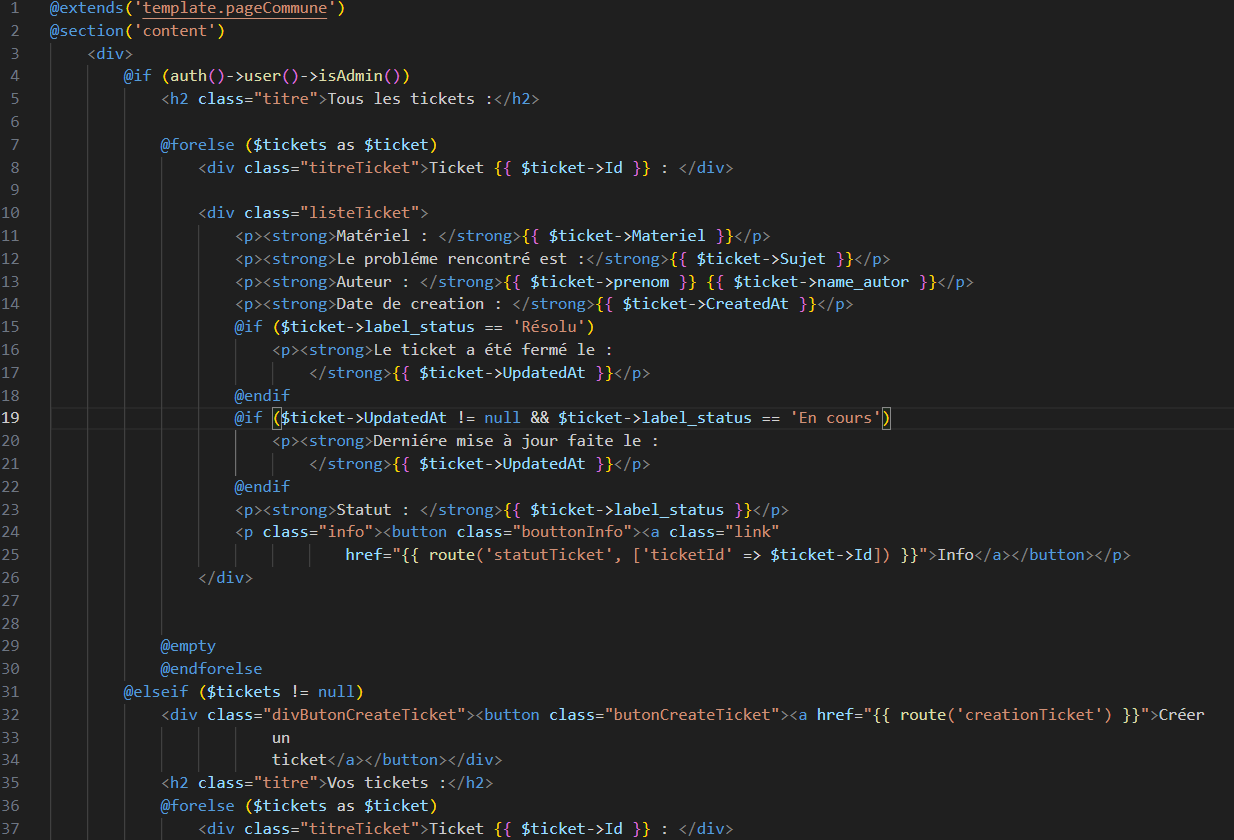 1 @extends('template.pageCommune')
2 @section('content')
3 <div>
4 @if (auth()->user()->isAdmin())
5 <h2 class="titre">Tous les tickets :</h2>
6
7 @forelse ($tickets as $ticket)
8 <div class="titreTicket">Ticket {{ $ticket->Id }} : </div>
9
10 <div class="listeTicket">
11 <p><strong>Matériel : </strong>{{ $ticket->Materiel }}</p>
12 <p><strong>Le probléme rencontré est :</strong>{{ $ticket->Sujet }}</p>
13 <p><strong>Auteur : </strong>{{ $ticket->prenom }} {{ $ticket->name_autor }}</p>
14 <p><strong>Date de creation : </strong>{{ $ticket->CreatedAt }}</p>
15 @if ($ticket->label_status == 'Résolu')
16 <p><strong>Le ticket a été fermé le :
17 </strong>{{ $ticket->UpdatedAt }}</p>
18 @endif
19 @if ($ticket->UpdatedAt != null && $ticket->label_status == 'En cours')
20 <p><strong>Derniére mise à jour faite le :
21 </strong>{{ $ticket->UpdatedAt }}</p>
22 @endif
23 <p><strong>Statut : </strong>{{ $ticket->label_status }}</p>
24 <p class="info"><button class="bouttonInfo"><a class="link"
25 href="{{ route('statutTicket', ['ticketId' => $ticket->Id]) }}">Info</a></button></p>
26 </div>
27
28
29 @empty
30 @endforelse
31 @elseif ($tickets != null)
32 <div class="divButonCreateTicket"><button class="butonCreateTicket"><a href="{{ route('creationTicket') }}">Créer
33 un
34 ticket</a></button></div>
35 <h2 class="titre">Vos tickets :</h2>
36 @forelse ($tickets as $ticket)
37 <div class="titreTicket">Ticket {{ $ticket->Id }} : </div>